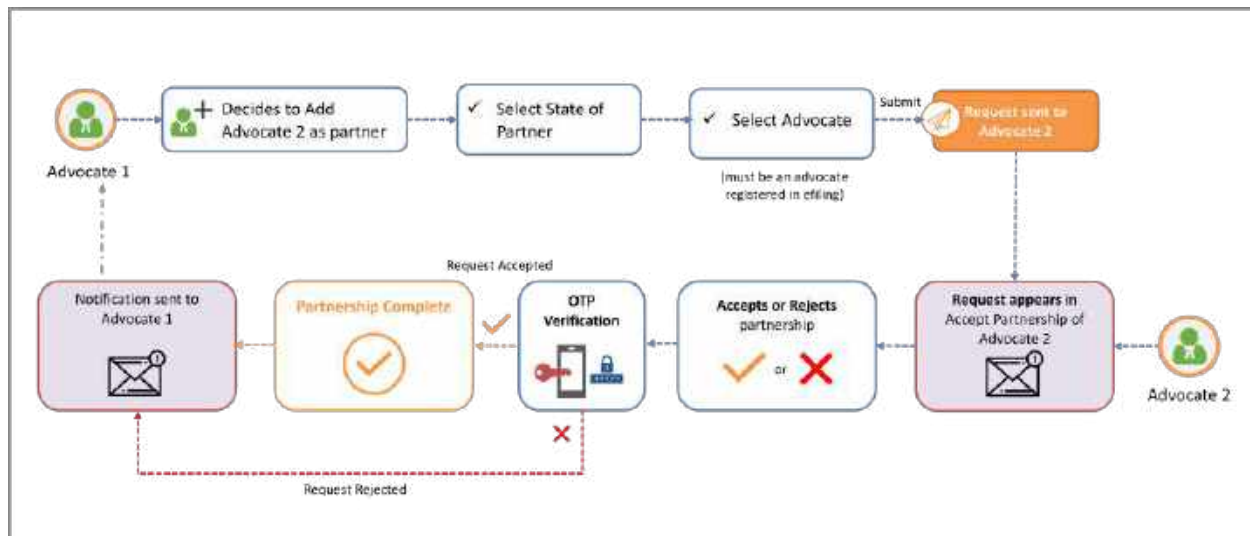 Decides to Add
Advocate 2 as partner
Select State of
Partner
Select Advocate
Submit
Request sent to
Advocate 2
Advocate 1
(must be an advocate
registered in efiling)
Request Accepted
Notification sent to
Advocate 1
Partnership Complete
OTP
Verification
Accepts or Rejects
partnership
or
Request appears in
Accept Partnership of
Advocate 2
Advocate 2
Request Rejected